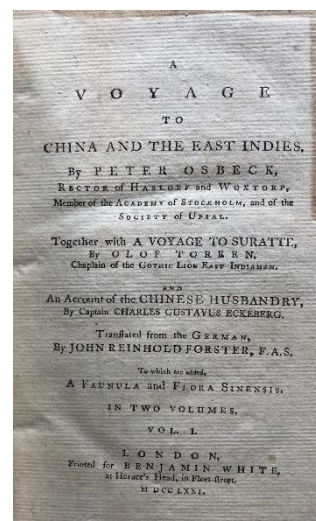 A
VOYAGE
TO
CHINA AND THE EAST INDIES,
By PETER OSBECK,
RECTOR of HASLOEF and WOXTORP,
Member of the ACADEMY of STOCKHOLM, and of the
SOCIETY of UPSAL.
Together with A VOYAGE TO SURATTE,
By OLOF TOREEN,
Chaplain of the GOTHIC LION EAST INDIAMAN.
AND
An Account of the CHINESE HUSBANDRY,
By Captain CHARLES GUSTAVUS ECKEBERG.
Translated from the GERMAN,
By JOHN REINHOLD FORSTER, F.A.S.
To which are added,
A FAUNULA and FLORA SINENSIS.
IN TWO VOLUMES.
VOL. I.
LONDON,
Printed for BENJAMIN WHITE,
at Horace's Head, in Fleet-street.
M DCC LXXI.